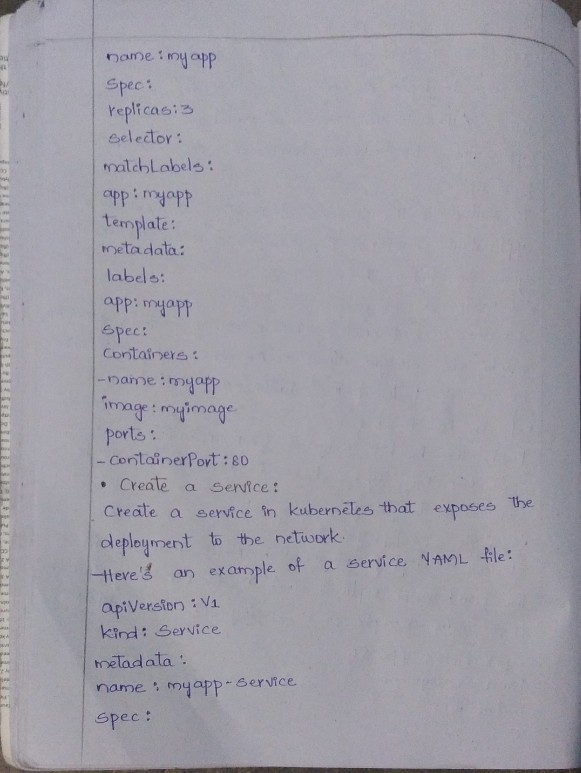 name : myapp
Spec :
replicas : 3
selector :
matchLabels :
app : myapp
template :
metadata :
labels :
app : myapp
Spec :
Containers :
- name : myapp
image : myimage
ports :
- containerPort : 80
• Create a service :
Create a service in kubernetes that exposes the
deployment to the network.
Here's an example of a service YAML file :
apiVersion : V1
kind : Service
metadata :
name : myapp-service
spec :